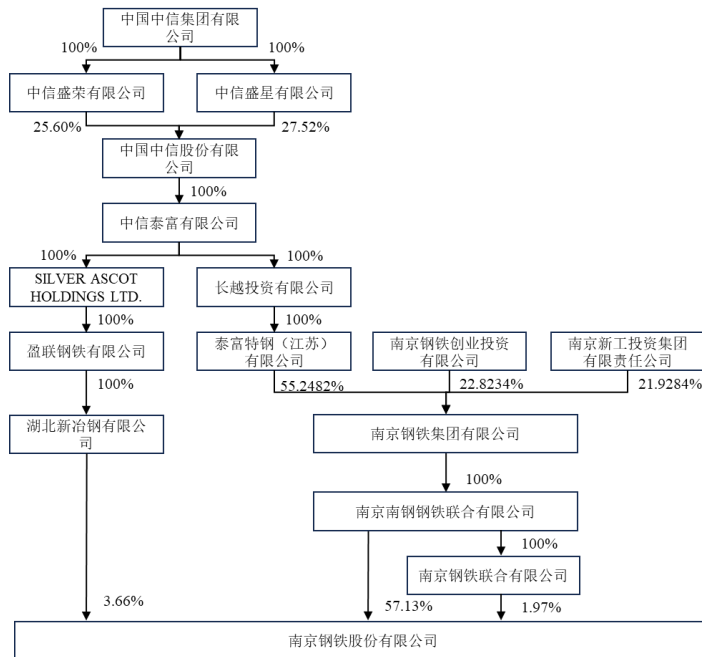 中国中信集团有限
公司
100%
100%
中信盛荣有限公司
中信盛星有限公司
25.60%
27.52%
中国中信股份有限
公司
100%
中信泰富有限公司
100%
100%
SILVER ASCOT
HOLDINGS LTD.
长越投资有限公司
100%
100%
盈联钢铁有限公司
泰富特钢（江苏）
有限公司
南京钢铁创业投资
有限公司
南京新工投资集团
有限责任公司
100%
55.2482%
22.8234%
21.9284%
湖北新冶钢有限公
司
南京钢铁集团有限公司
100%
南京南钢钢铁联合有限公司
100%
南京钢铁联合有限公司
3.66%
57.13%
1.97%
南京钢铁股份有限公司